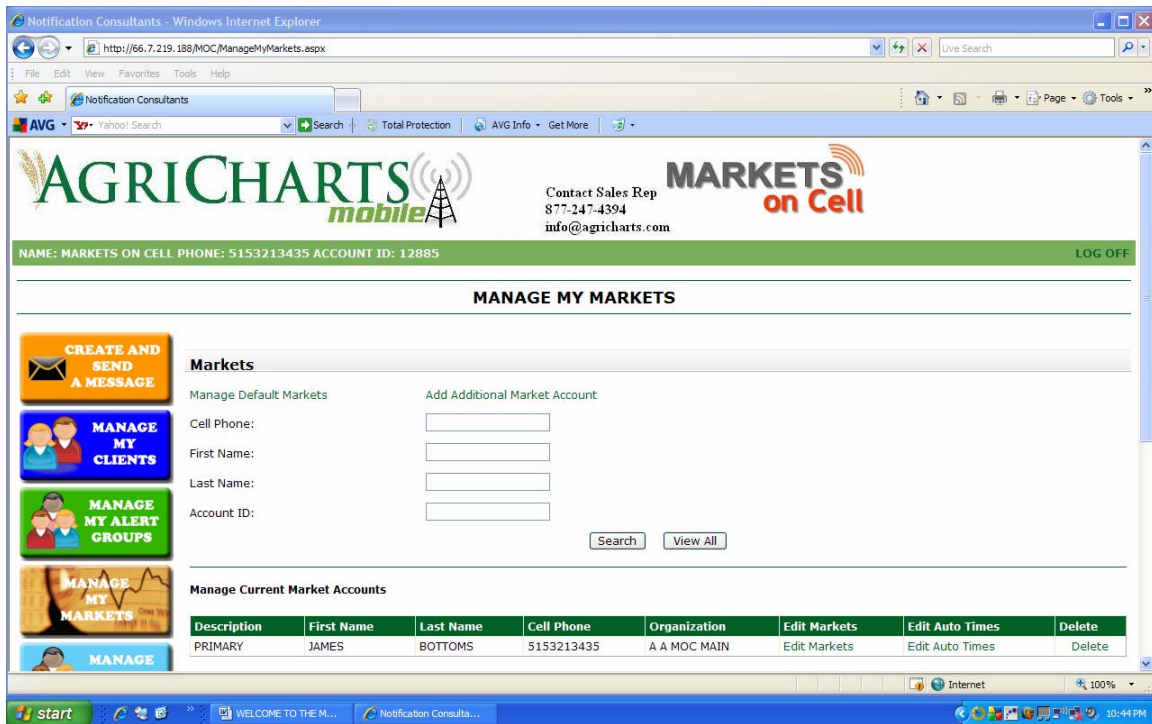 Notification Consultants - Windows Internet Explorer
http://66.7.219.188/MOC/ManageMyMarkets.aspx
Live Search
File Edit View Favorites Tools Help
Notification Consultants
Page Tools
AVG Yahoo! Search Search Total Protection AVG Info Get More
AGRICHARTS
mobile
Contact Sales Rep
877-247-4394
info@agricharts.com
MARKETS
on Cell
NAME: MARKETS ON CELL PHONE: 5153213435 ACCOUNT ID: 12885
LOG OFF
MANAGE MY MARKETS
CREATE AND
SEND
A MESSAGE
MANAGE
MY
CLIENTS
MANAGE
MY ALERT
GROUPS
MANAGE
MY
MARKETS
MANAGE
Markets
Manage Default Markets Add Additional Market Account
Cell Phone:
First Name:
Last Name:
Account ID:
Search View All
Manage Current Market Accounts
Description First Name Last Name Cell Phone Organization Edit Markets Edit Auto Times Delete
PRIMARY JAMES BOTTOMS 5153213435 A A MOC MAIN Edit Markets Edit Auto Times Delete
Internet 100%
start WELCOME TO THE M... Notification Consulta... 10:44 PM